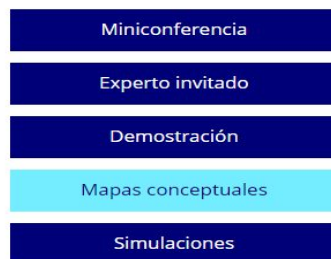 Miniconferencia
Experto invitado
Demostración
Mapas conceptuales
Simulaciones